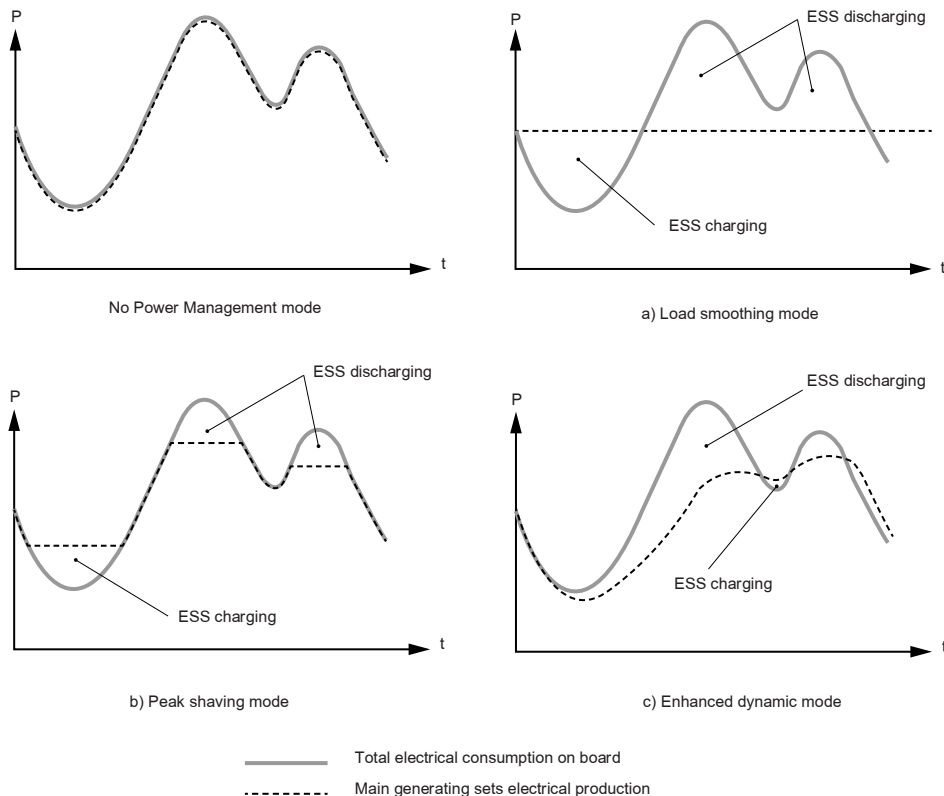 P
t
No Power Management mode
P
ESS discharging
ESS charging
t
a) Load smoothing mode
P
ESS discharging
ESS charging
t
b) Peak shaving mode
P
ESS discharging
ESS charging
t
c) Enhanced dynamic mode
Total electrical consumption on board
Main generating sets electrical production